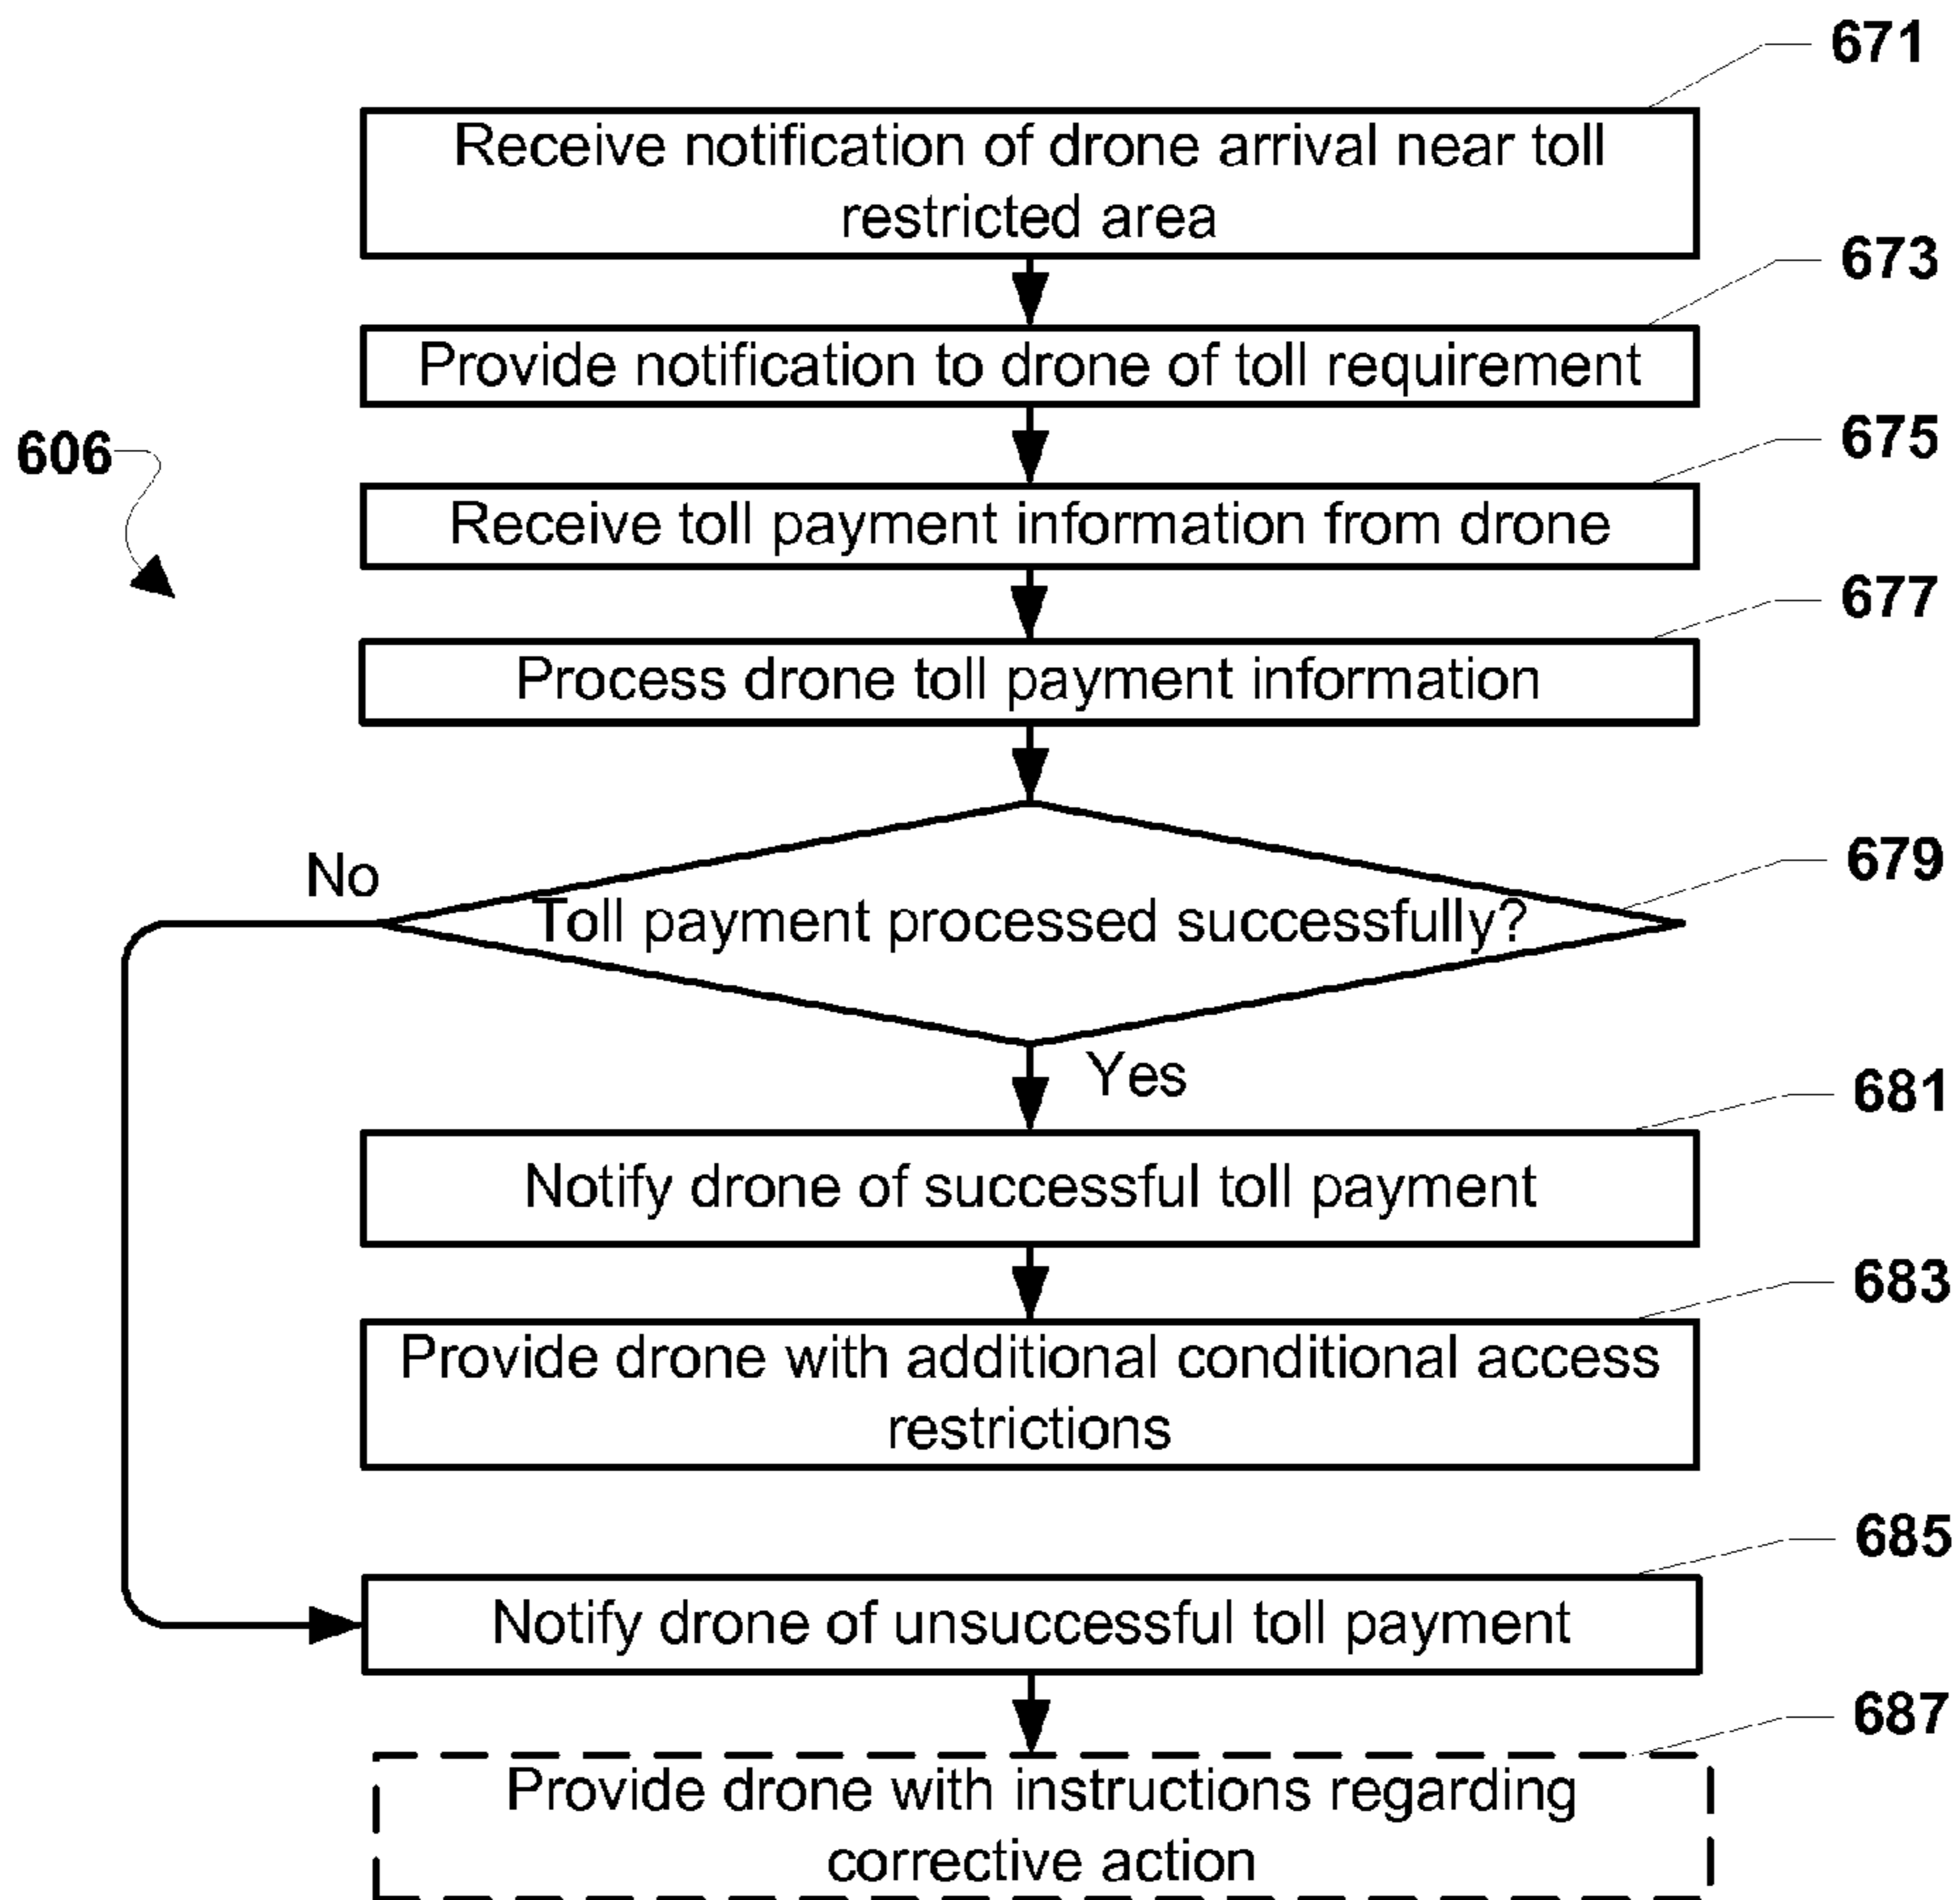 671
Receive notification of drone arrival near toll
restricted area
673
Provide notification to drone of toll requirement
675
606
Receive toll payment information from drone
677
Process drone toll payment information
679
No
Toll payment processed successfully?
Yes
681
Notify drone of successful toll payment
683
Provide drone with additional conditional access
restrictions
685
Notify drone of unsuccessful toll payment
687
Provide drone with instructions regarding
corrective action